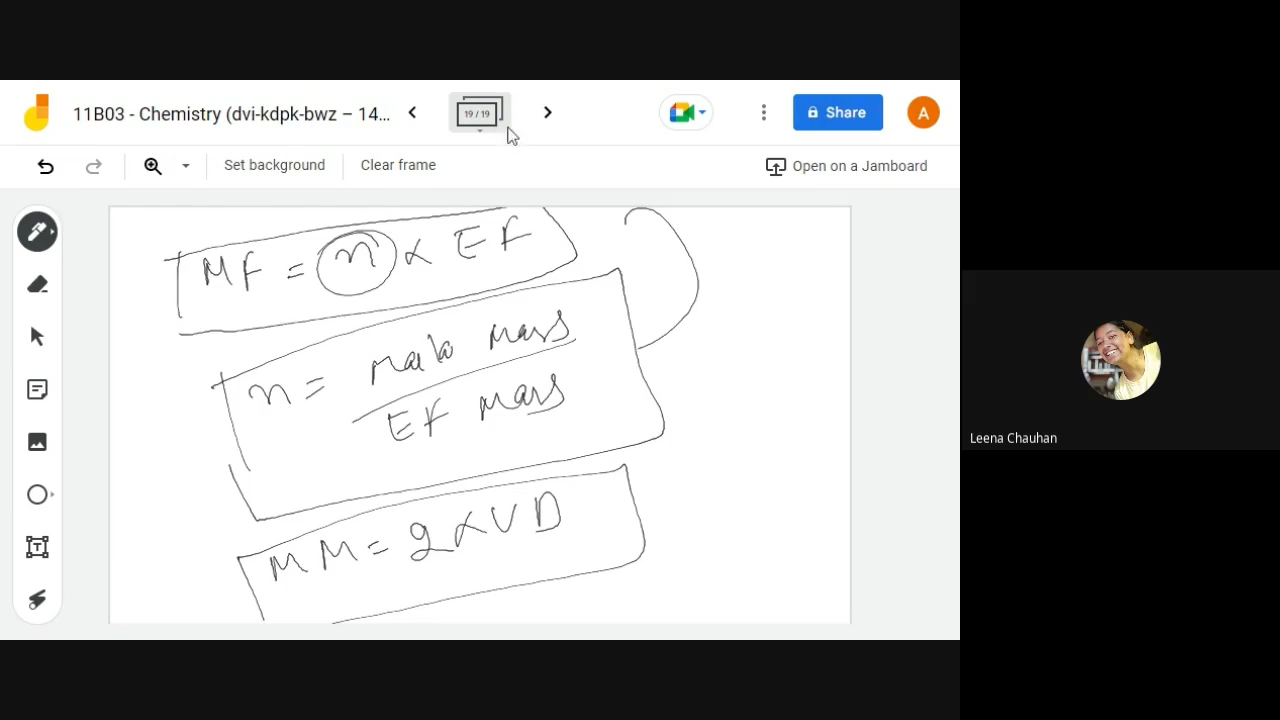 11B03 - Chemistry (dvi-kdpk-bwz – 14...
19 / 19
Share
A
Set background
Clear frame
Open on a Jamboard
MF = n × EF
n = Mass
EF Mass
MM = 2 × VD
Leena Chauhan